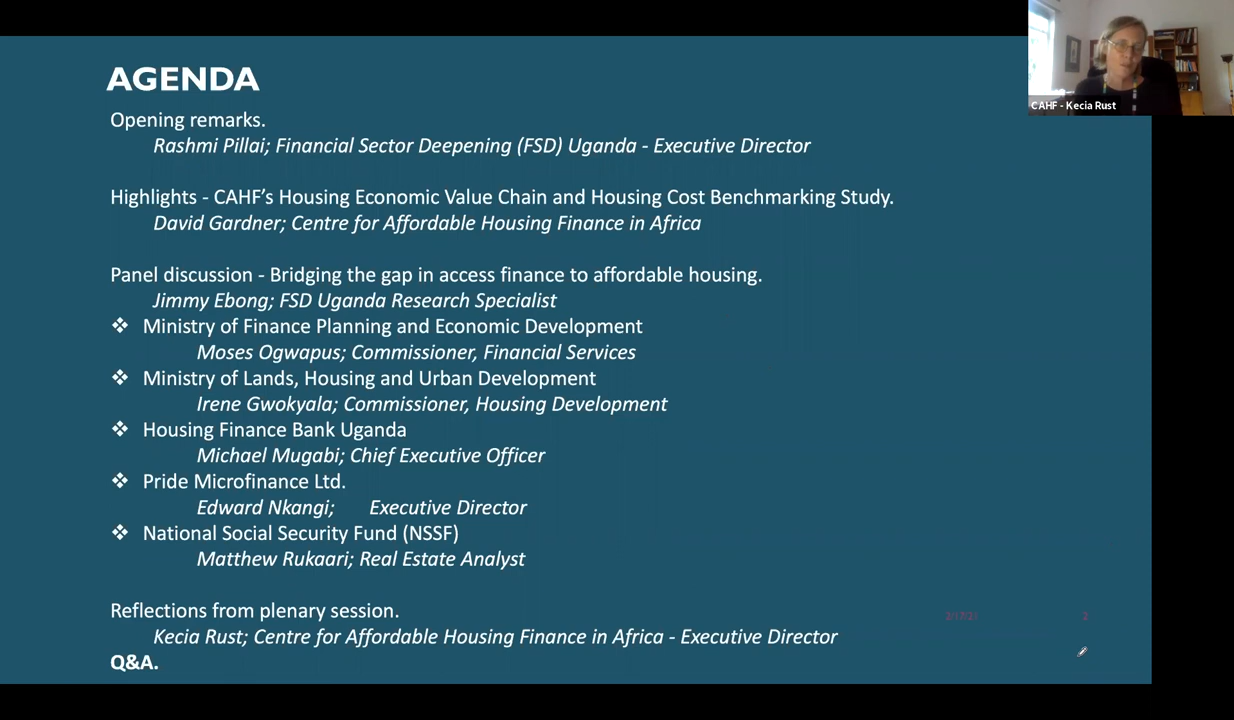 AGENDA
CAHF - Kecia Rust
Opening remarks.
Rashmi Pillai; Financial Sector Deepening (FSD) Uganda - Executive Director
Highlights - CAHF’s Housing Economic Value Chain and Housing Cost Benchmarking Study.
David Gardner; Centre for Affordable Housing Finance in Africa
Panel discussion - Bridging the gap in access finance to affordable housing.
Jimmy Ebong; FSD Uganda Research Specialist
❖ Ministry of Finance Planning and Economic Development
Moses Ogwapus; Commissioner, Financial Services
❖ Ministry of Lands, Housing and Urban Development
Irene Gwokyala; Commissioner, Housing Development
❖ Housing Finance Bank Uganda
Michael Mugabi; Chief Executive Officer
❖ Pride Microfinance Ltd.
Edward Nkangi; Executive Director
❖ National Social Security Fund (NSSF)
Matthew Rukaari; Real Estate Analyst
Reflections from plenary session.
2/17/21 2
Kecia Rust; Centre for Affordable Housing Finance in Africa - Executive Director
Q&A.